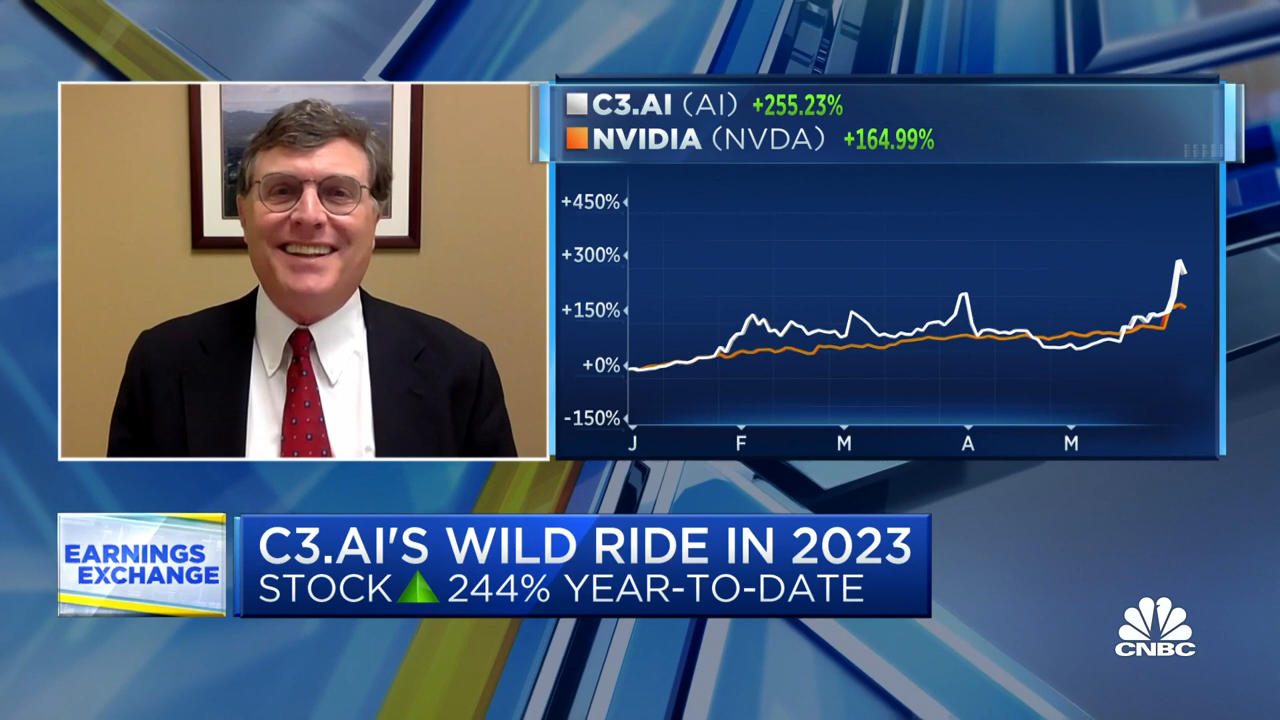 C3.AI (AI) +255.23%
NVIDIA (NVDA) +164.99%
+450%
+300%
+150%
+0%
-150%
J F M A M
EARNINGS
EXCHANGE
C3.AI'S WILD RIDE IN 2023
STOCK 244% YEAR-TO-DATE
CNBC